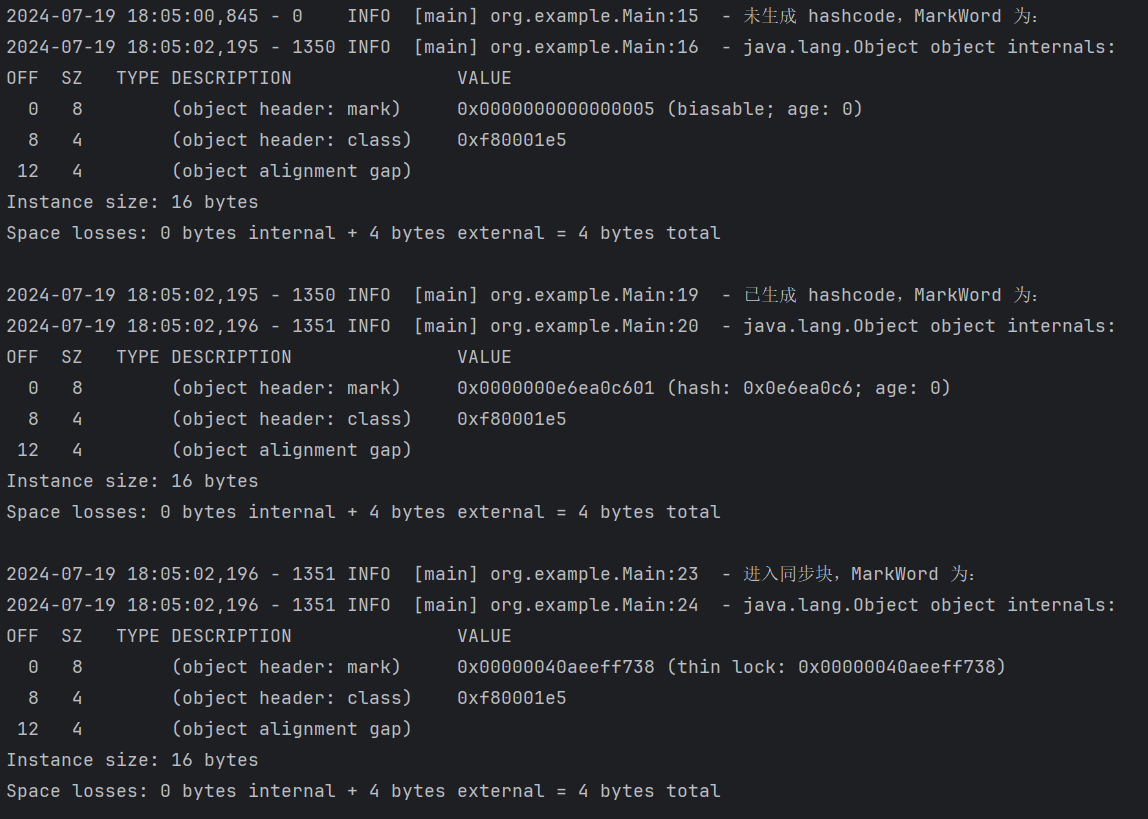 2024-07-19 18:05:00,845 - 0    INFO  [main] org.example.Main:15  - 未生成 hashcode，MarkWord 为：
2024-07-19 18:05:02,195 - 1350 INFO  [main] org.example.Main:16  - java.lang.Object object internals:
OFF  SZ   TYPE DESCRIPTION               VALUE
  0   8        (object header: mark)     0x0000000000000005 (biasable; age: 0)
  8   4        (object header: class)    0xf80001e5
 12   4        (object alignment gap)
Instance size: 16 bytes
Space losses: 0 bytes internal + 4 bytes external = 4 bytes total
2024-07-19 18:05:02,195 - 1350 INFO  [main] org.example.Main:19  - 已生成 hashcode，MarkWord 为：
2024-07-19 18:05:02,196 - 1351 INFO  [main] org.example.Main:20  - java.lang.Object object internals:
OFF  SZ   TYPE DESCRIPTION               VALUE
  0   8        (object header: mark)     0x0000000e6ea0c601 (hash: 0x0e6ea0c6; age: 0)
  8   4        (object header: class)    0xf80001e5
 12   4        (object alignment gap)
Instance size: 16 bytes
Space losses: 0 bytes internal + 4 bytes external = 4 bytes total
2024-07-19 18:05:02,196 - 1351 INFO  [main] org.example.Main:23  - 进入同步块，MarkWord 为：
2024-07-19 18:05:02,196 - 1351 INFO  [main] org.example.Main:24  - java.lang.Object object internals:
OFF  SZ   TYPE DESCRIPTION               VALUE
  0   8        (object header: mark)     0x00000040aeeff738 (thin lock: 0x00000040aeeff738)
  8   4        (object header: class)    0xf80001e5
 12   4        (object alignment gap)
Instance size: 16 bytes
Space losses: 0 bytes internal + 4 bytes external = 4 bytes total